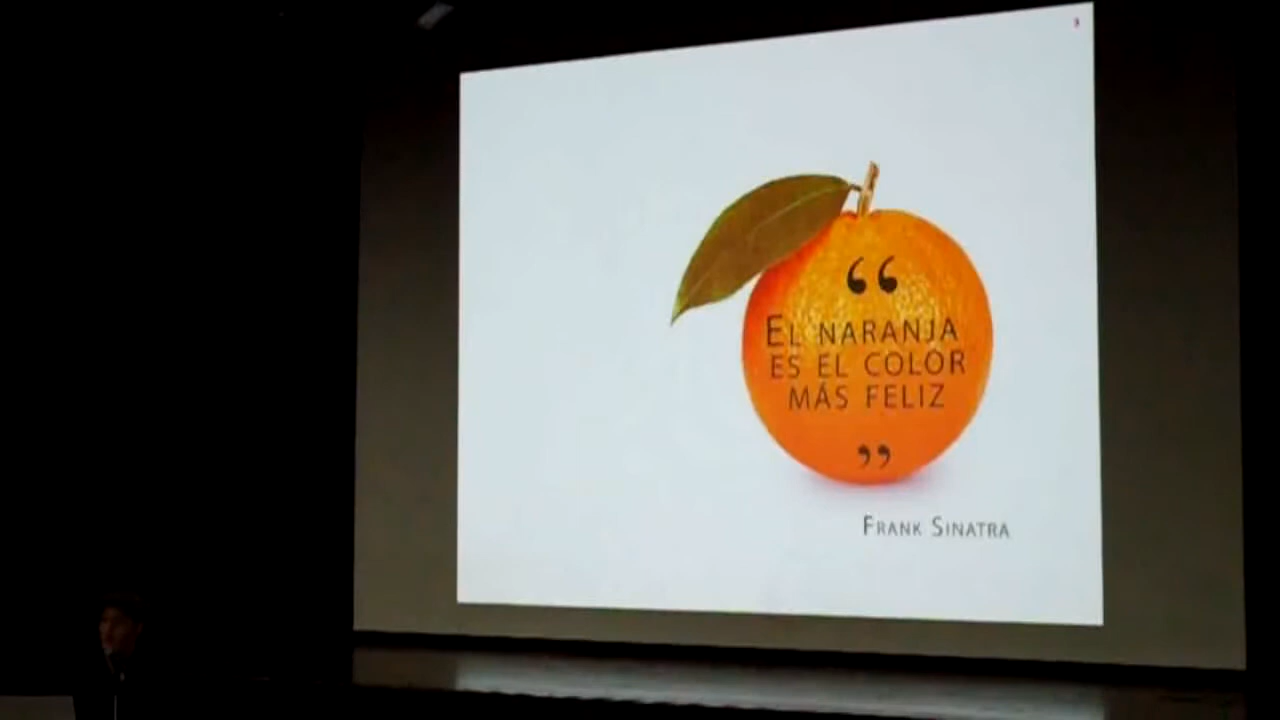 “
EL NARANJA
ES EL COLOR
MÁS FELIZ
”
FRANK SINATRA